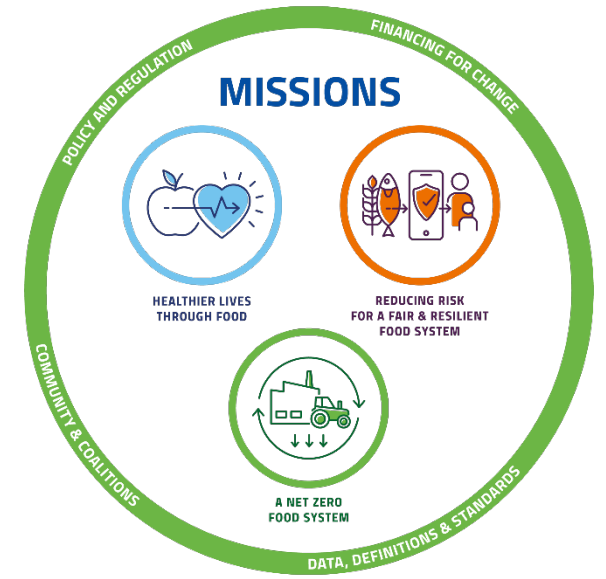 POLICY AND REGULATION
FINANCING FOR CHANGE
MISSIONS
HEALTHIER LIVES
THROUGH FOOD
REDUCING RISK
FOR A FAIR & RESILIENT
FOOD SYSTEM
A NET ZERO
FOOD SYSTEM
COMMUNITY & COALITIONS
DATA, DEFINITIONS & STANDARDS